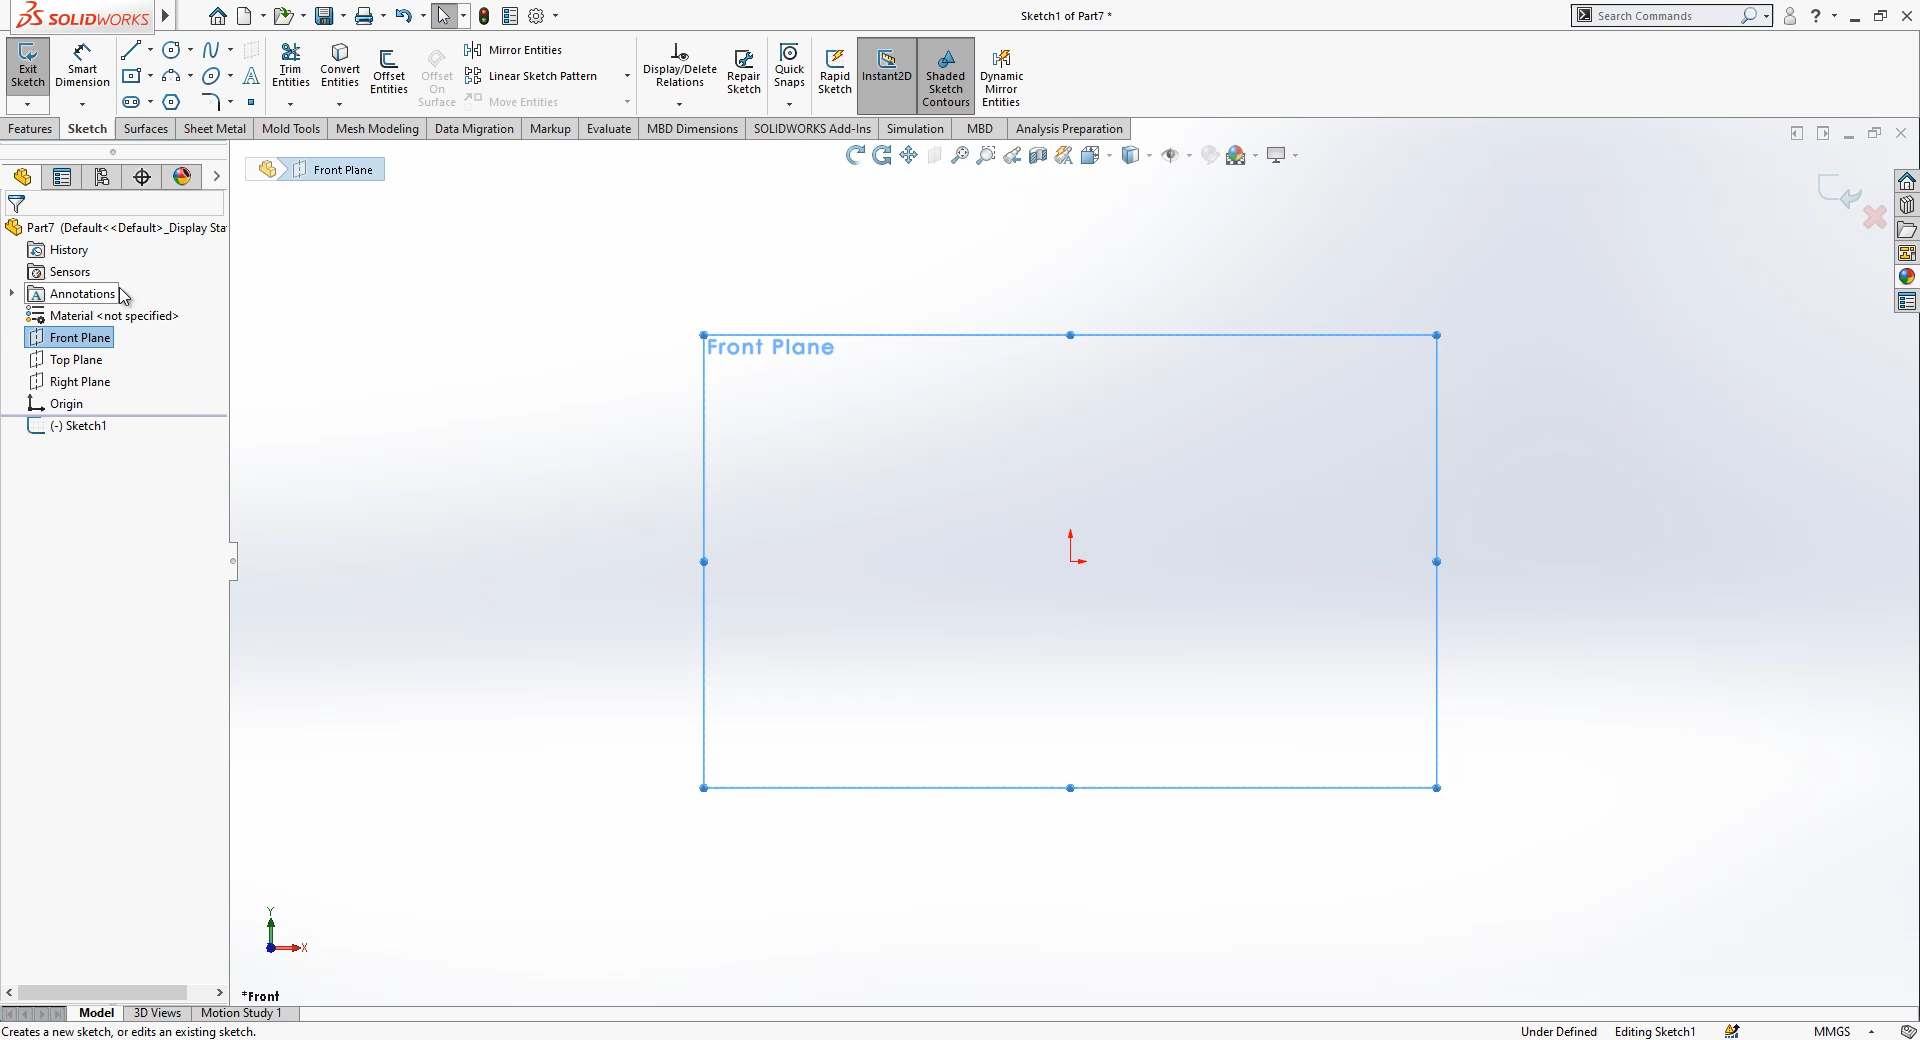 SOLIDWORKS
Sketch1 of Part7 *
Search Commands
?
Exit Sketch
Smart Dimension
Trim Entities
Convert Entities
Offset Entities
Offset On Surface
Mirror Entities
Linear Sketch Pattern
Move Entities
Display/Delete Relations
Repair Sketch
Quick Snaps
Rapid Sketch
Instant2D
Shaded Sketch Contours
Dynamic Mirror Entities
Features
Sketch
Surfaces
Sheet Metal
Mold Tools
Mesh Modeling
Data Migration
Markup
Evaluate
MBD Dimensions
SOLIDWORKS Add-Ins
Simulation
MBD
Analysis Preparation
Front Plane
Part7 (Default<<Default>_Display Sta
History
Sensors
Annotations
Material <not specified>
Front Plane
Top Plane
Right Plane
Origin
(-) Sketch1
Front Plane
Y
X
*Front
Model
3D Views
Motion Study 1
Creates a new sketch, or edits an existing sketch.
Under Defined
Editing Sketch1
MMGS